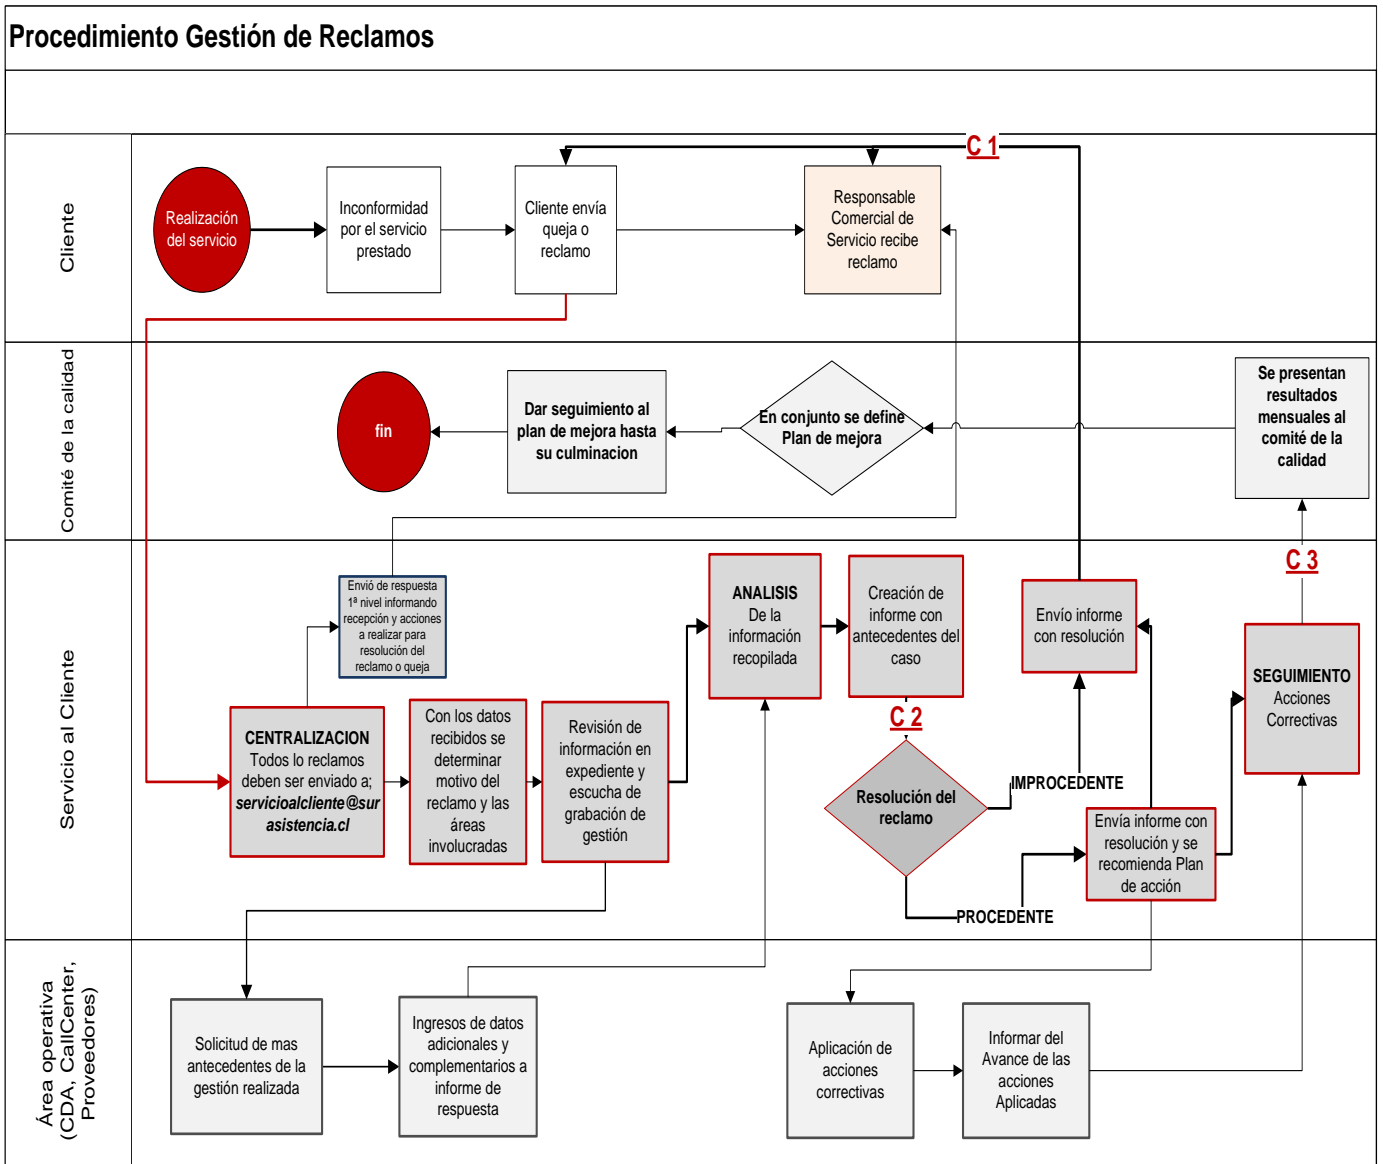 Procedimiento Gestión de Reclamos
C 1
Cliente
Realización
del servicio
Inconformidad
por el servicio
prestado
Cliente envía
queja o
reclamo
Responsable
Comercial de
Servicio recibe
reclamo
Comité de la calidad
fin
Dar seguimiento al
plan de mejora hasta
su culminacion
En conjunto se define
Plan de mejora
Se presentan
resultados
mensuales al
comité de la
calidad
Servicio al Cliente
Envió de respuesta
1ª nivel informando
recepción y acciones
a realizar para
resolución del
reclamo o queja
CENTRALIZACION
Todos lo reclamos
deben ser enviado a;
servicioalcliente@sur
asistencia.cl
Con los datos
recibidos se
determinar
motivo del
reclamo y las
áreas
involucradas
Revisión de
información en
expediente y
escucha de
grabación de
gestión
ANALISIS
De la
información
recopilada
Creación de
informe con
antecedentes del
caso
C 2
Resolución del
reclamo
IMPROCEDENTE
PROCEDENTE
Envío informe
con resolución
Envía informe con
resolución y se
recomienda Plan
de acción
C 3
SEGUIMIENTO
Acciones
Correctivas
Área operativa
(CDA, CallCenter,
Proveedores)
Solicitud de mas
antecedentes de la
gestión realizada
Ingresos de datos
adicionales y
complementarios a
informe de
respuesta
Aplicación de
acciones
correctivas
Informar del
Avance de las
acciones
Aplicadas